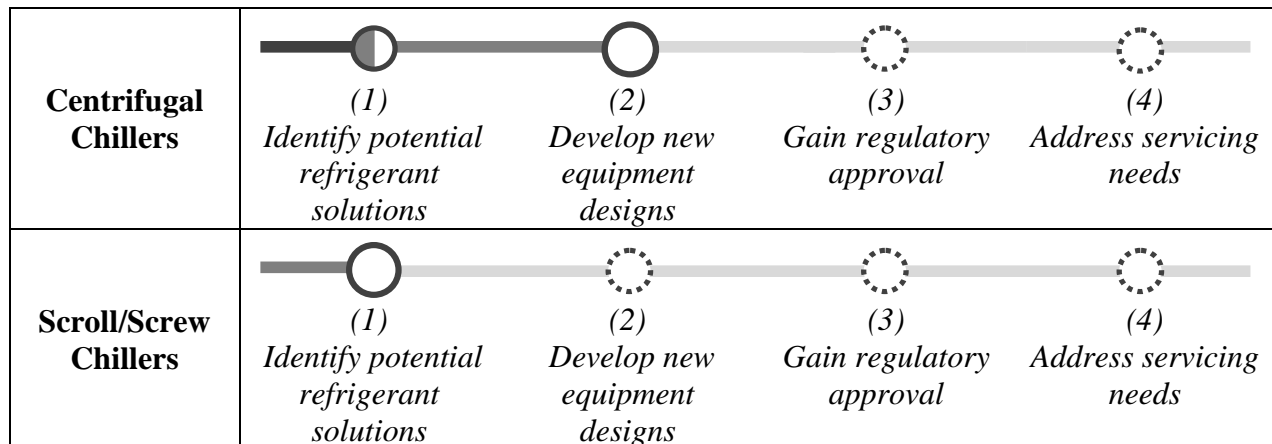 Centrifugal
Chillers
(1)
Identify potential
refrigerant
solutions
(2)
Develop new
equipment
designs
(3)
Gain regulatory
approval
(4)
Address servicing
needs
Scroll/Screw
Chillers
(1)
Identify potential
refrigerant
solutions
(2)
Develop new
equipment
designs
(3)
Gain regulatory
approval
(4)
Address servicing
needs